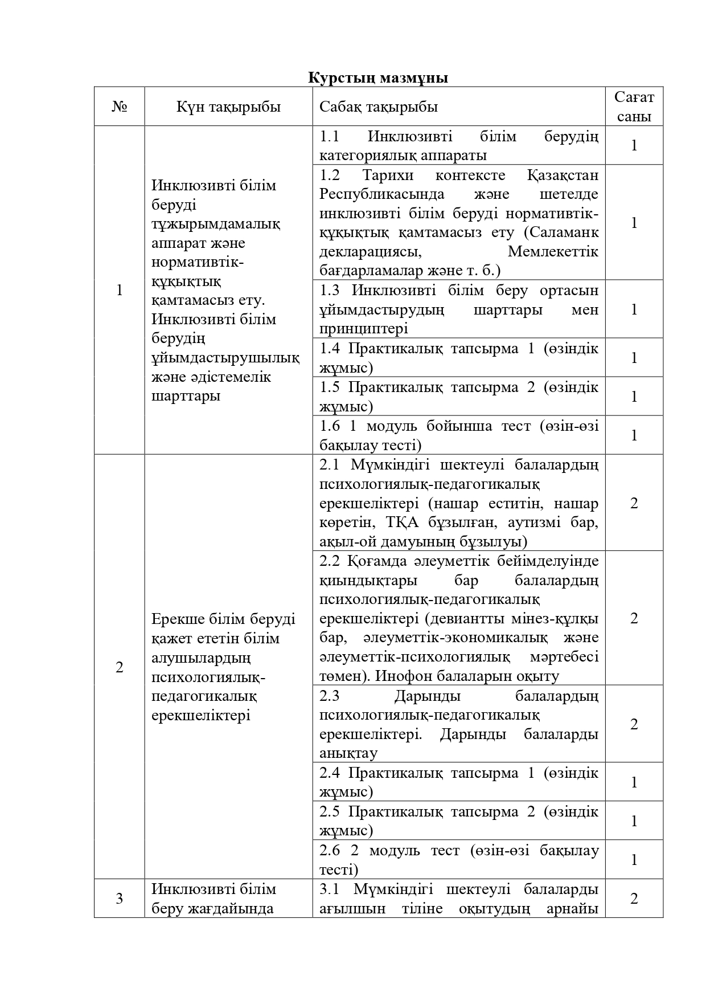 Курстың мазмұны
№
Күн тақырыбы
Сабақ тақырыбы
Сағат
саны
1
Инклюзивті білім
беруді
тұжырымдамалық
аппарат және
нормативтік-
құқықтық
қамтамасыз ету.
Инклюзивті білім
берудің
ұйымдастырушылық
және әдістемелік
шарттары
1.1 Инклюзивті білім берудің
категориялық аппараты
1
1.2 Тарихи контексте Қазақстан
Республикасында және шетелде
инклюзивті білім беруді нормативтік-
құқықтық қамтамасыз ету (Саламанк
декларациясы, Мемлекеттік
бағдарламалар және т. б.)
1
1.3 Инклюзивті білім беру ортасын
ұйымдастырудың шарттары мен
принциптері
1
1.4 Практикалық тапсырма 1 (өзіндік
жұмыс)
1
1.5 Практикалық тапсырма 2 (өзіндік
жұмыс)
1
1.6 1 модуль бойынша тест (өзін-өзі
бақылау тесті)
1
2
Ерекше білім беруді
қажет ететін білім
алушылардың
психологиялық-
педагогикалық
ерекшеліктері
2.1 Мүмкіндігі шектеулі балалардың
психологиялық-педагогикалық
ерекшеліктері (нашар еститін, нашар
көретін, ТҚА бұзылған, аутизмі бар,
ақыл-ой дамуының бұзылуы)
2
2.2 Қоғамда әлеуметтік бейімделуінде
қиындықтары бар балалардың
психологиялық-педагогикалық
ерекшеліктері (девиантты мінез-құлқы
бар, әлеуметтік-экономикалық және
әлеуметтік-психологиялық мәртебесі
төмен). Инофон балаларын оқыту
2
2.3 Дарынды балалардың
психологиялық-педагогикалық
ерекшеліктері. Дарынды балаларды
анықтау
2
2.4 Практикалық тапсырма 1 (өзіндік
жұмыс)
1
2.5 Практикалық тапсырма 2 (өзіндік
жұмыс)
1
2.6 2 модуль тест (өзін-өзі бақылау
тесті)
1
3
Инклюзивті білім
беру жағдайында
3.1 Мүмкіндігі шектеулі балаларды
ағылшын тіліне оқытудың арнайы
2